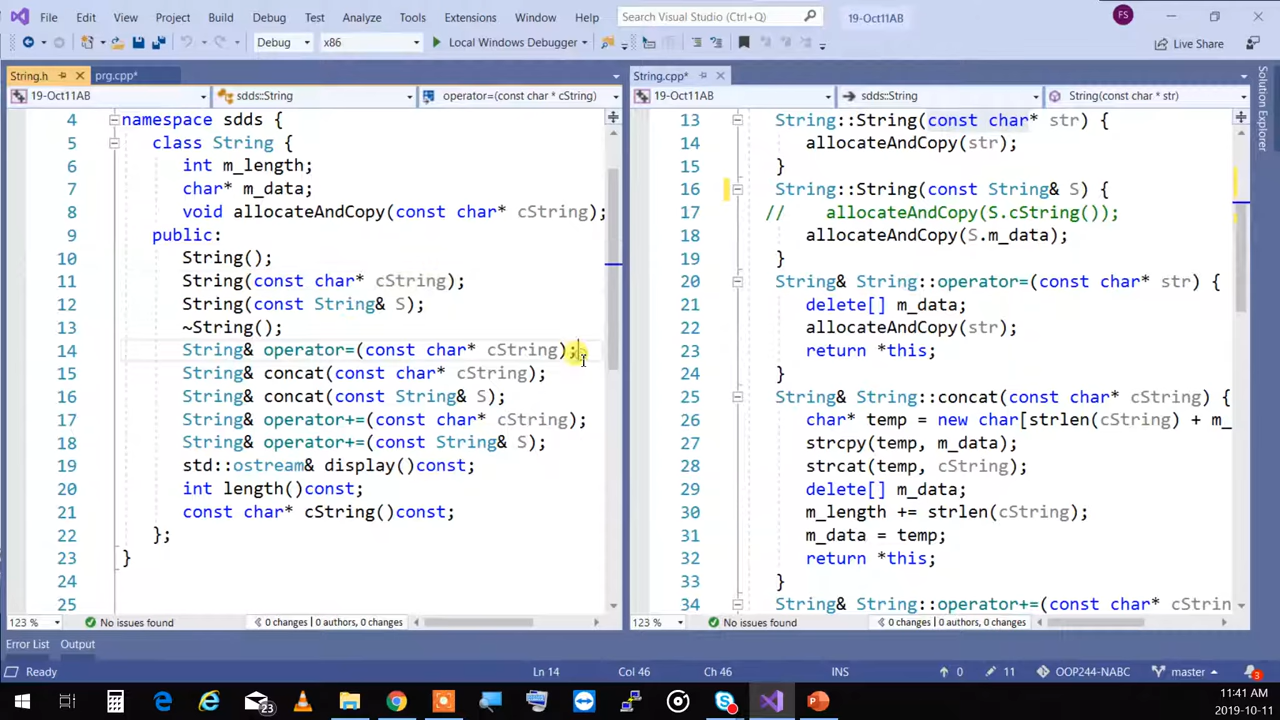 File Edit View Project Build Debug Test Analyze Tools Extensions Window Help Search Visual Studio (Ctrl+Q) 19-Oct11AB FS
Debug x86 Local Windows Debugger Live Share
String.h prg.cpp*
19-Oct11AB sdds::String operator=(const char * cString)
4 namespace sdds {
5 class String {
6 int m_length;
7 char* m_data;
8 void allocateAndCopy(const char* cString);
9 public:
10 String();
11 String(const char* cString);
12 String(const String& S);
13 ~String();
14 String& operator=(const char* cString);
15 String& concat(const char* cString);
16 String& concat(const String& S);
17 String& operator+=(const char* cString);
18 String& operator+=(const String& S);
19 std::ostream& display()const;
20 int length()const;
21 const char* cString()const;
22 };
23 }
24
25
123 % No issues found 0 changes | 0 authors, 0 changes
String.cpp*
19-Oct11AB sdds::String String(const char * str)
13 String::String(const char* str) {
14 allocateAndCopy(str);
15 }
16 String::String(const String& S) {
17 // allocateAndCopy(S.cString());
18 allocateAndCopy(S.m_data);
19 }
20 String& String::operator=(const char* str) {
21 delete[] m_data;
22 allocateAndCopy(str);
23 return *this;
24 }
25 String& String::concat(const char* cString) {
26 char* temp = new char[strlen(cString) + m_
27 strcpy(temp, m_data);
28 strcat(temp, cString);
29 delete[] m_data;
30 m_length += strlen(cString);
31 m_data = temp;
32 return *this;
33 }
34 String& String::operator+=(const char* cStrin
123 % No issues found 0 changes | 0 authors, 0 changes
Solution Explorer
Error List Output
Ready Ln 14 Col 46 Ch 46 INS 0 11 OOP244-NABC master 3
23
11:41 AM
2019-10-11